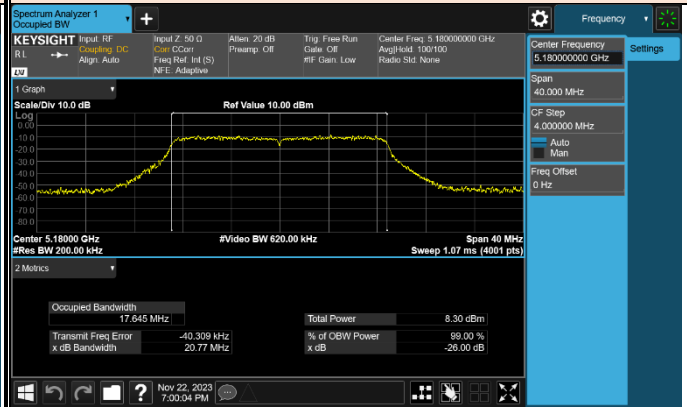 Spectrum Analyzer 1
Occupied BW
+
Frequency
KEYSIGHT
RL
LXI
Input: RF
Coupling: DC
Align: Auto
Input Z: 50 Ω
Corr CCorr
Freq Ref: Int (S)
NFE: Adaptive
Atten: 20 dB
Preamp: Off
Trig: Free Run
Gate: Off
#IF Gain: Low
Center Freq: 5.180000000 GHz
Avg|Hold: 100/100
Radio Std: None
Center Frequency
5.180000000 GHz
Settings
Span
40.000 MHz
CF Step
4.000000 MHz
Auto
Man
Freq Offset
0 Hz
1 Graph
Scale/Div 10.0 dB
Ref Value 10.00 dBm
Log
0.00
-10.0
-20.0
-30.0
-40.0
-50.0
-60.0
-70.0
-80.0
Center 5.18000 GHz
#Video BW 620.00 kHz
Span 40 MHz
#Res BW 200.00 kHz
Sweep 1.07 ms (4001 pts)
2 Metrics
Occupied Bandwidth
17.645 MHz
Total Power 8.30 dBm
Transmit Freq Error -40.309 kHz
% of OBW Power 99.00 %
x dB Bandwidth 20.77 MHz
x dB -26.00 dB
?
Nov 22, 2023
7:00:04 PM